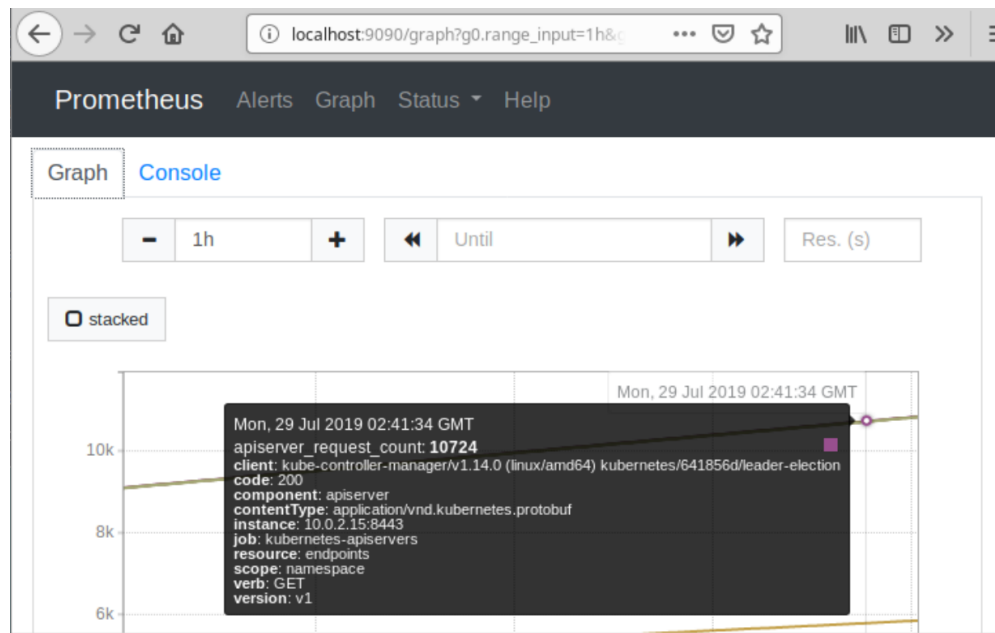 localhost:9090/graph?g0.range_input=1h&g
Prometheus Alerts Graph Status Help
Graph Console
1h Until Res. (s)
stacked
Mon, 29 Jul 2019 02:41:34 GMT
Mon, 29 Jul 2019 02:41:34 GMT
apiserver_request_count: 10724
client: kube-controller-manager/v1.14.0 (linux/amd64) kubernetes/641856d/leader-election
code: 200
component: apiserver
contentType: application/vnd.kubernetes.protobuf
instance: 10.0.2.15:8443
job: kubernetes-apiservers
resource: endpoints
scope: namespace
verb: GET
version: v1
10k
8k
6k